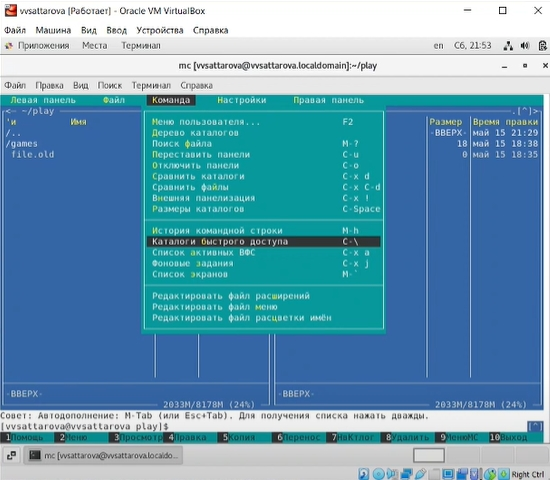 vvsattarova [Работает] - Oracle VM VirtualBox
Файл Машина Вид Ввод Устройства Справка
Приложения Места Терминал en Сб, 21:53
mc [vvsattarova@vvsattarova.localdomain]:~/play
Файл Правка Вид Поиск Терминал Справка
Левая панель Файл Команда Настройки Правая панель
<— ~/play .[^]>
'и Имя Размер Время правки
/.. -ВВЕРХ- май 15 21:29
/games 18 май 15 18:38
file.old 0 май 15 18:35
Меню пользователя... F2
Дерево каталогов
Поиск файла M-?
Переставить панели C-u
Отключить панели C-o
Сравнить каталоги C-x d
Сравнить файлы C-x C-d
Внешняя панелизация C-x !
Размеры каталогов C-Space
История командной строки M-h
Каталоги быстрого доступа C-\
Список активных ВФС C-x a
Фоновые задания C-x j
Список экранов M-`
Редактировать файл расширений
Редактировать файл меню
Редактировать файл расцветки имён
-ВВЕРХ- -ВВЕРХ-
2033M/8178M (24%) 2033M/8178M (24%)
Совет: Автодополнение: M-Tab (или Esc+Tab). Для получения списка нажать дважды.
[vvsattarova@vvsattarova play]$ [^]
1Помощь 2Меню 3Просмотр 4Правка 5Копия 6Перенос 7НвКтлог 8Удалить 9МенюМС 10Выход
mc [vvsattarova@vvsattarova.localdo...
Right Ctrl